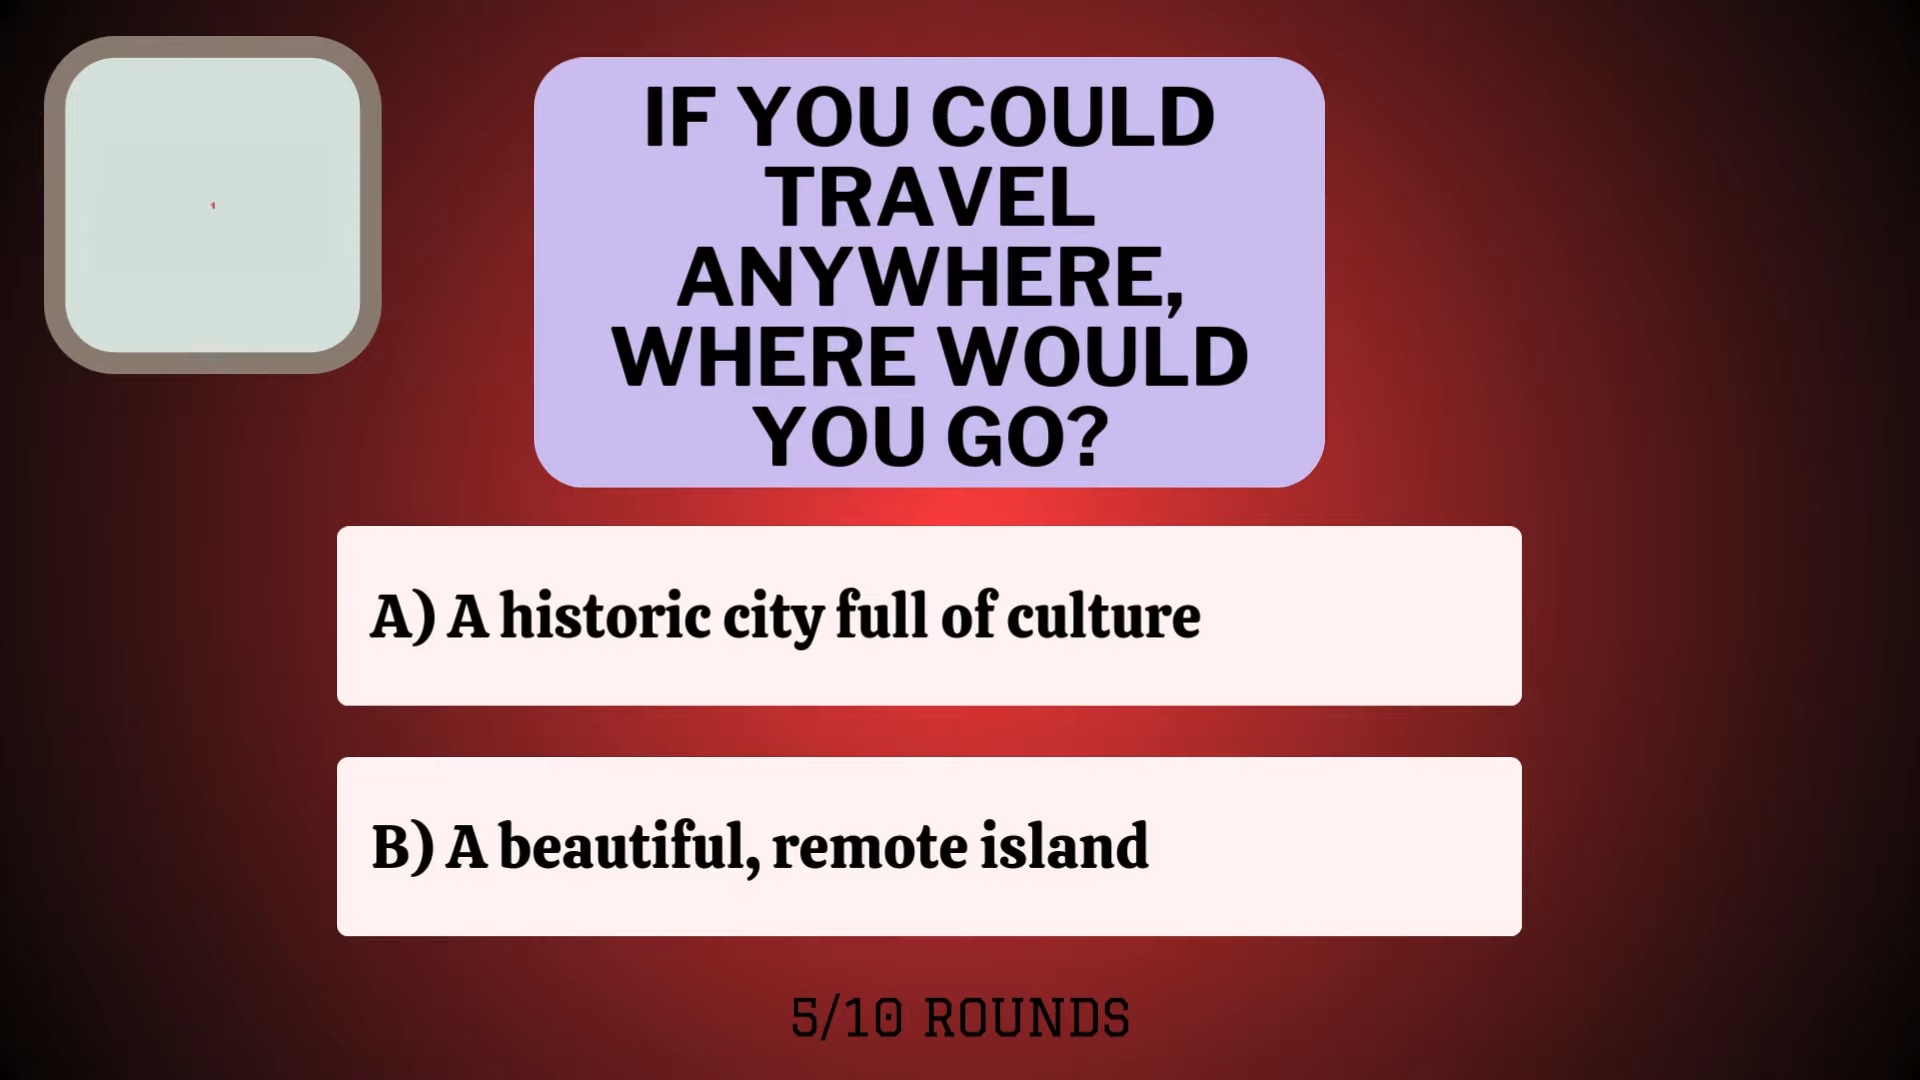 IF YOU COULD
TRAVEL
ANYWHERE,
WHERE WOULD
YOU GO?
A) A historic city full of culture
B) A beautiful, remote island
5/10 ROUNDS